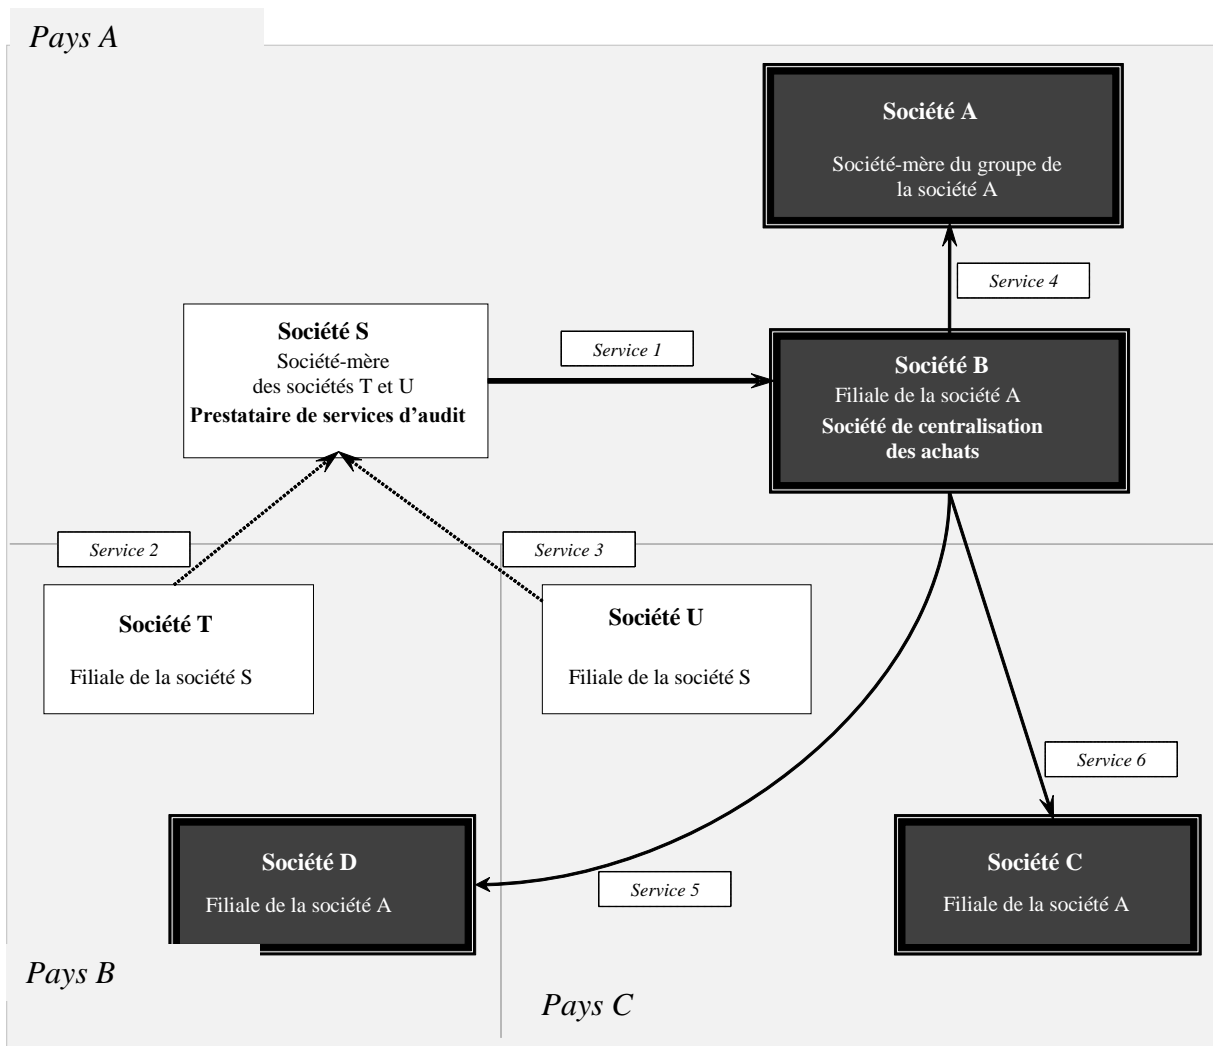 Pays A
Société A
Société-mère du groupe de
la société A
Service 4
Société S
Société-mère
des sociétés T et U
Prestataire de services d’audit
Service 1
Société B
Filiale de la société A
Société de centralisation
des achats
Service 2
Service 3
Société T
Filiale de la société S
Société U
Filiale de la société S
Service 6
Société D
Filiale de la société A
Service 5
Société C
Filiale de la société A
Pays B
Pays C